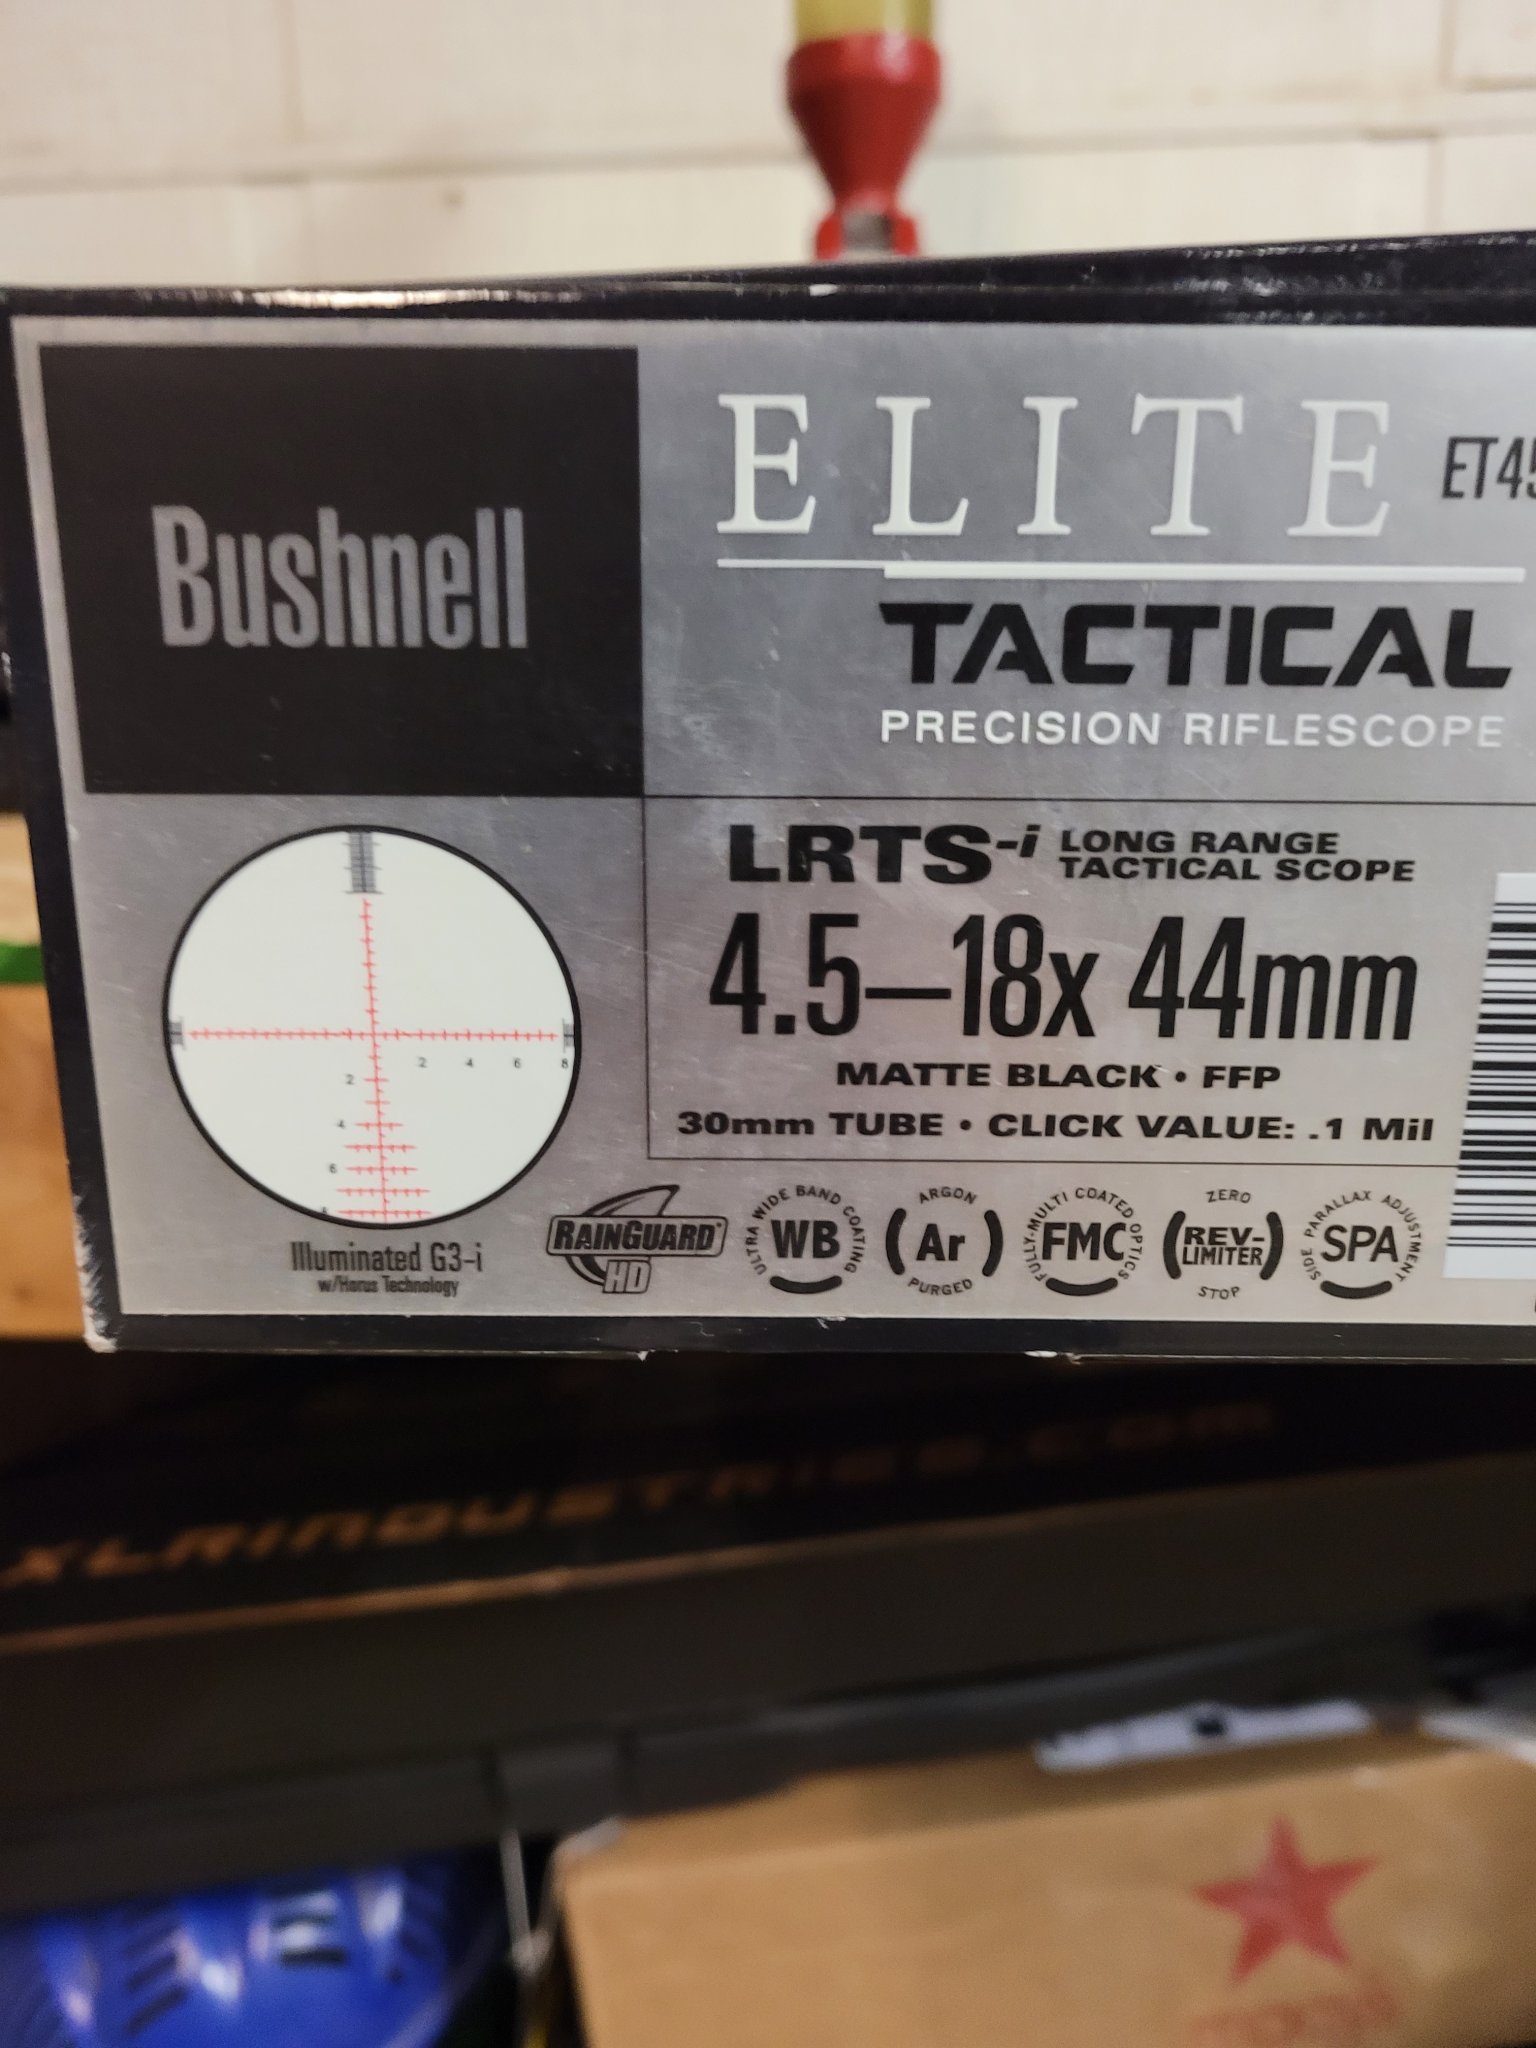 ELITE
ET45
Bushnell
TACTICAL
PRECISION RIFLESCOPE
LRTS-i LONG RANGE
TACTICAL SCOPE
4.5–18x 44mm
MATTE BLACK • FFP
30mm TUBE • CLICK VALUE: .1 Mil
2 4 6 8
2
4
6
8
Illuminated G3-i
w/Horus Technology
RAINGUARD
HD
ULTRA WIDE BAND COATING
WB
ARGON
Ar
PURGED
FULLY-MULTI COATED OPTICS
FMC
ZERO
REV-
LIMITER
STOP
SIDE PARALLAX ADJUSTMENT
SPA
XLRINDUSTRIES.COM